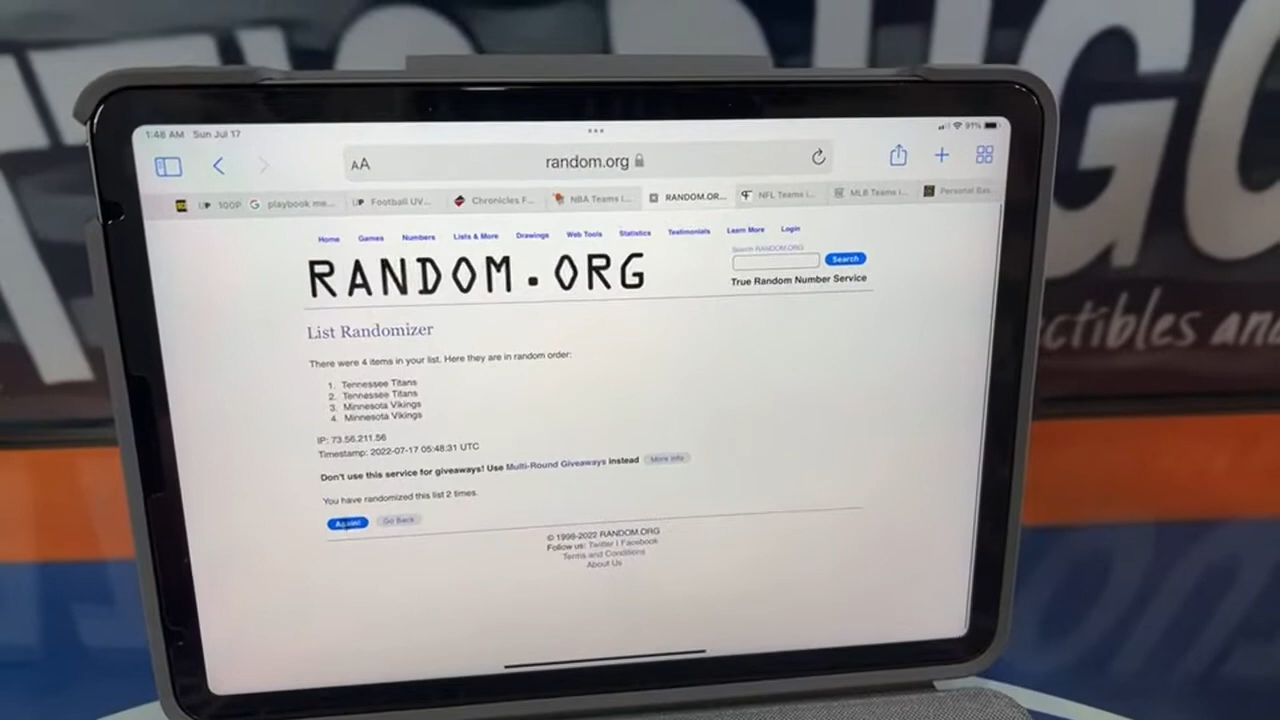 1:48 AM Sun Jul 17
91%
AA random.org
100P playbook me... Football UV... Chronicles F... NBA Teams I... RANDOM.OR... NFL Teams i... MLB Teams I... Personal Bas
Home Games Numbers Lists & More Drawings Web Tools Statistics Testimonials Learn More Login
Search RANDOM.ORG
Search
RANDOM.ORG
True Random Number Service
List Randomizer
There were 4 items in your list. Here they are in random order:
1. Tennessee Titans
2. Tennessee Titans
3. Minnesota Vikings
4. Minnesota Vikings
IP: 73.56.211.56
Timestamp: 2022-07-17 05:48:31 UTC
Don't use this service for giveaways! Use Multi-Round Giveaways instead More Info
You have randomized this list 2 times.
Again! Go Back
© 1998-2022 RANDOM.ORG
Follow us: Twitter | Facebook
Terms and Conditions
About Us